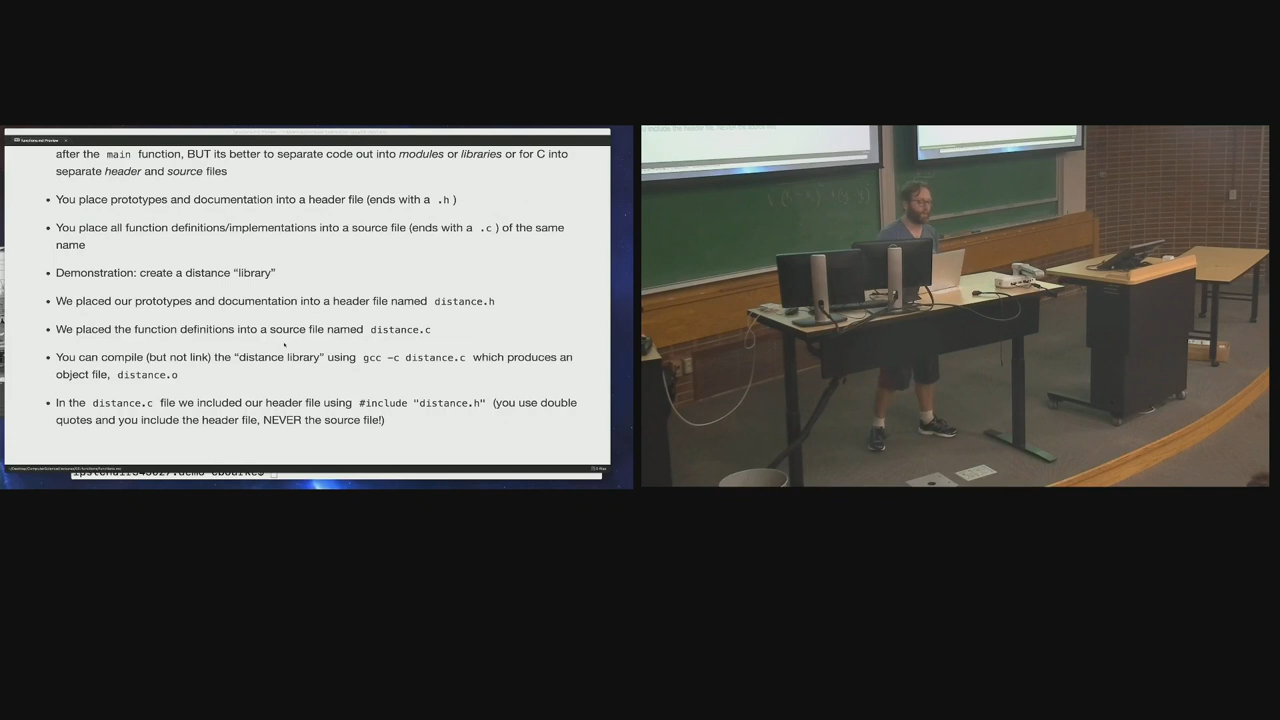 after the main function, BUT its better to separate code out into modules or libraries or for C into
separate header and source files
• You place prototypes and documentation into a header file (ends with a .h )
• You place all function definitions/implementations into a source file (ends with a .c ) of the same
name
• Demonstration: create a distance “library”
• We placed our prototypes and documentation into a header file named distance.h
• We placed the function definitions into a source file named distance.c
• You can compile (but not link) the “distance library” using gcc -c distance.c which produces an
object file, distance.o
• In the distance.c file we included our header file using #include "distance.h" (you use double
quotes and you include the header file, NEVER the source file!)